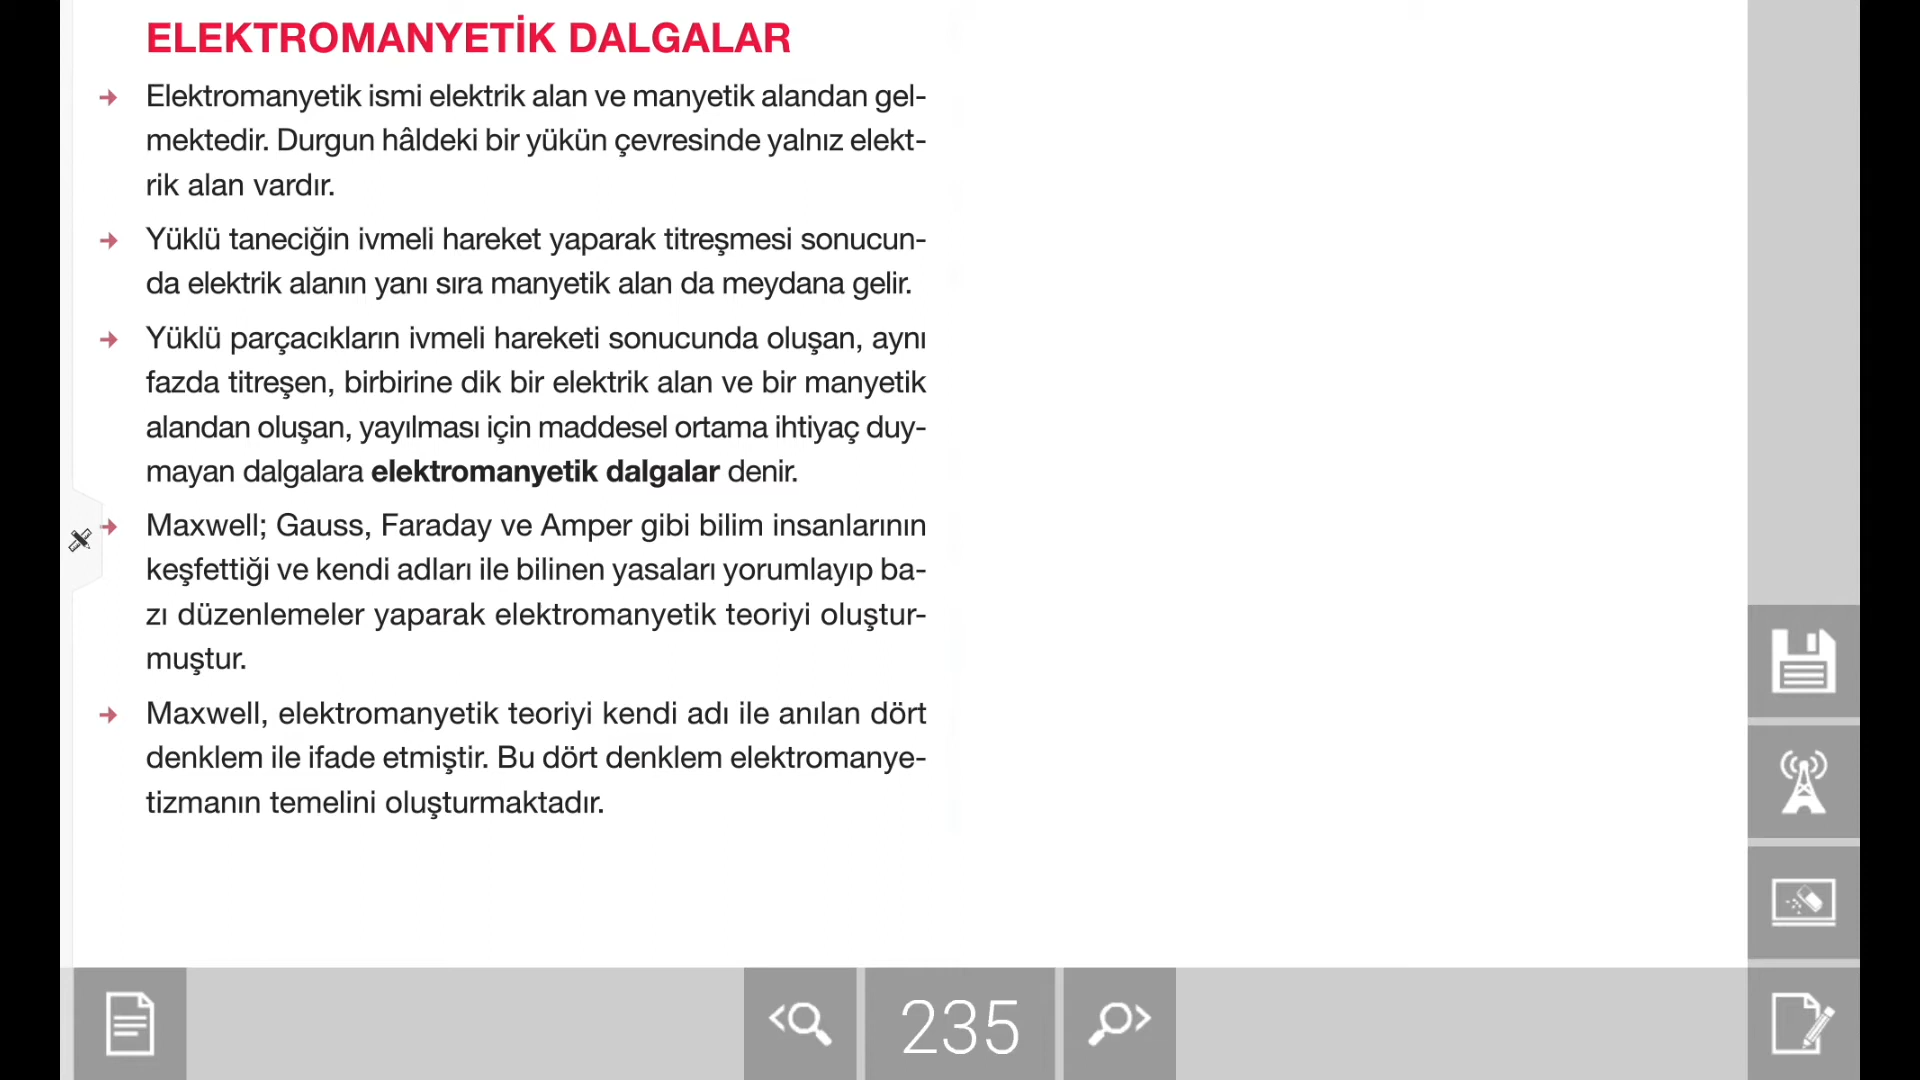 ELEKTROMANYETİK DALGALAR
→ Elektromanyetik ismi elektrik alan ve manyetik alandan gel-
mektedir. Durgun hâldeki bir yükün çevresinde yalnız elekt-
rik alan vardır.
→ Yüklü taneciğin ivmeli hareket yaparak titreşmesi sonucun-
da elektrik alanın yanı sıra manyetik alan da meydana gelir.
→ Yüklü parçacıkların ivmeli hareketi sonucunda oluşan, aynı
fazda titreşen, birbirine dik bir elektrik alan ve bir manyetik
alandan oluşan, yayılması için maddesel ortama ihtiyaç duy-
mayan dalgalara elektromanyetik dalgalar denir.
→ Maxwell; Gauss, Faraday ve Amper gibi bilim insanlarının
keşfettiği ve kendi adları ile bilinen yasaları yorumlayıp ba-
zı düzenlemeler yaparak elektromanyetik teoriyi oluştur-
muştur.
→ Maxwell, elektromanyetik teoriyi kendi adı ile anılan dört
denklem ile ifade etmiştir. Bu dört denklem elektromanye-
tizmanın temelini oluşturmaktadır.
235